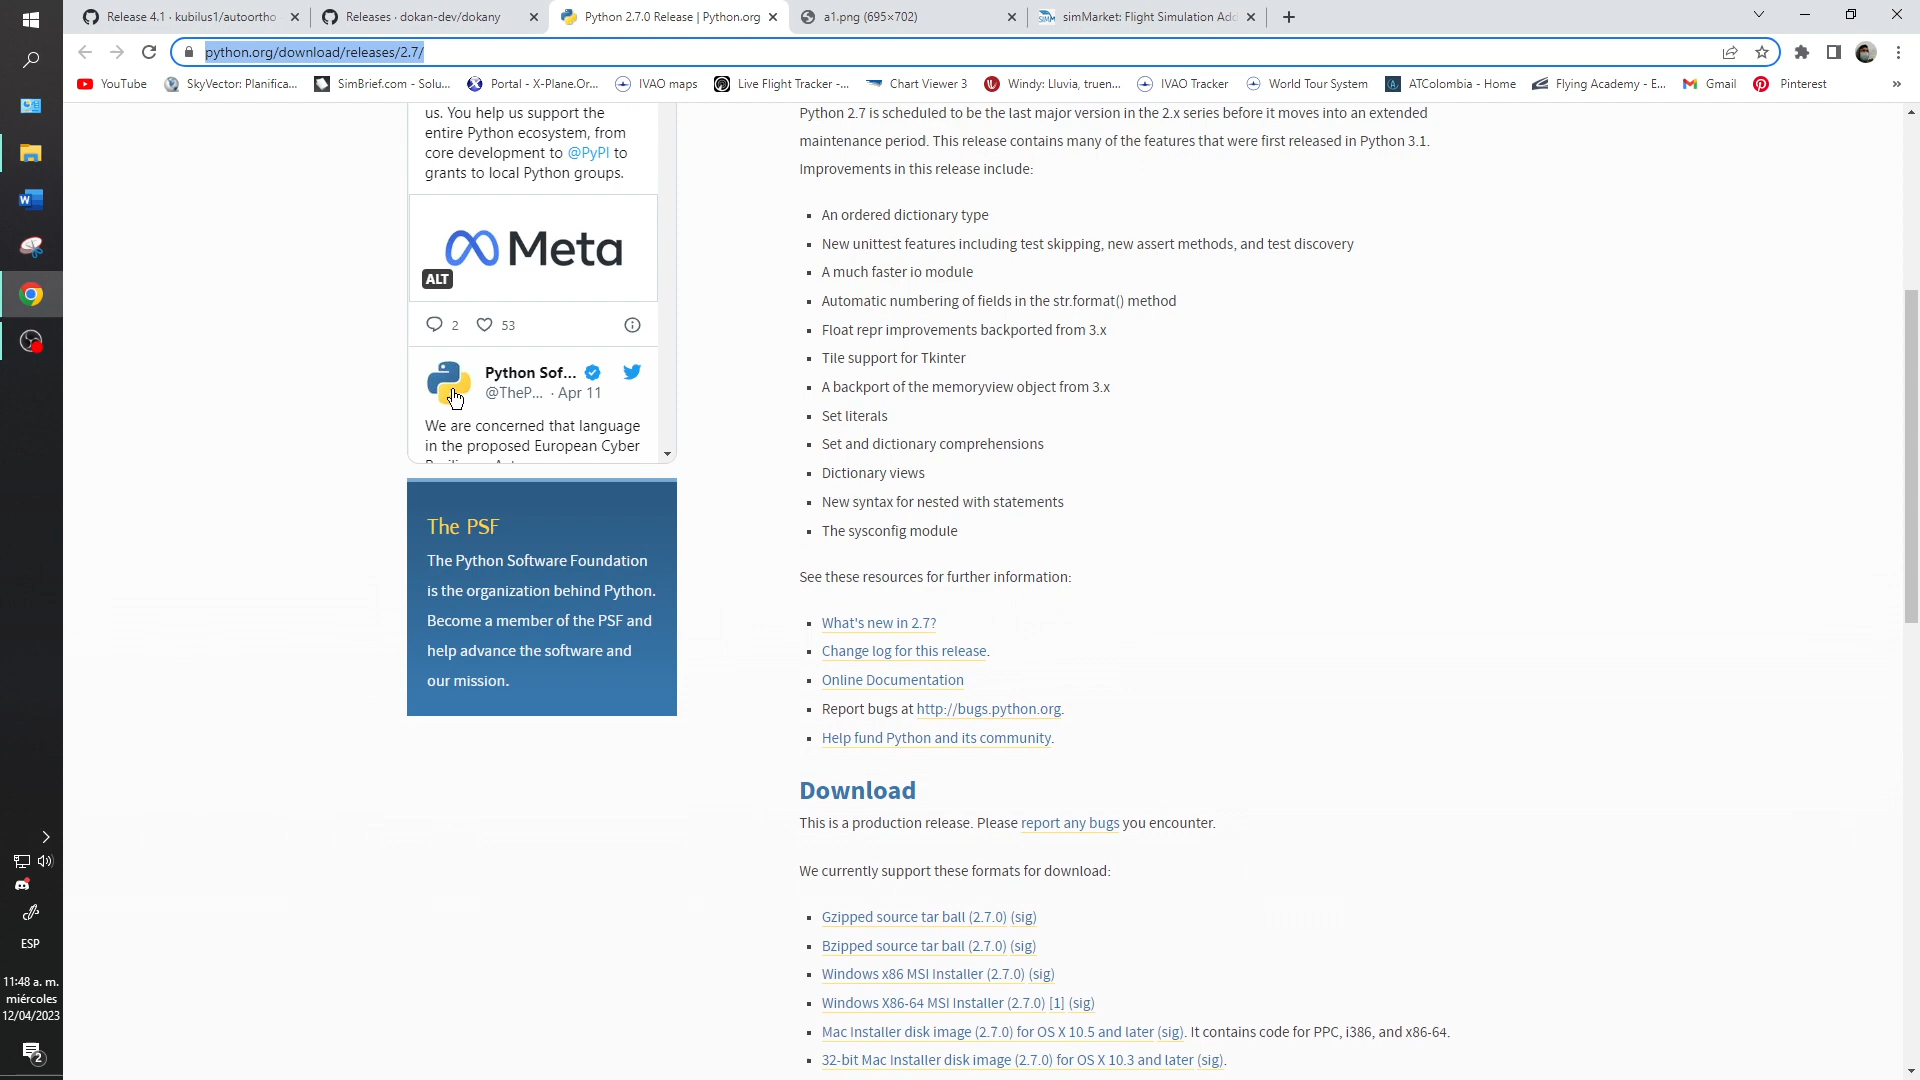 Release 4.1 · kubilus1/autoortho
Releases · dokan-dev/dokany
Python 2.7.0 Release | Python.org
a1.png (695×702)
simMarket: Flight Simulation Add
python.org/download/releases/2.7/
YouTube
SkyVector: Planifica...
SimBrief.com - Solu...
Portal - X-Plane.Or...
IVAO maps
Live Flight Tracker -...
Chart Viewer 3
Windy: Lluvia, truen...
IVAO Tracker
World Tour System
ATColombia - Home
Flying Academy - E...
Gmail
Pinterest
»
us. You help us support the
entire Python ecosystem, from
core development to @PyPI to
grants to local Python groups.
Meta
ALT
2
53
Python Sof...
@TheP... · Apr 11
We are concerned that language
in the proposed European Cyber
The PSF
The Python Software Foundation
is the organization behind Python.
Become a member of the PSF and
help advance the software and
our mission.
Python 2.7 is scheduled to be the last major version in the 2.x series before it moves into an extended
maintenance period. This release contains many of the features that were first released in Python 3.1.
Improvements in this release include:
An ordered dictionary type
New unittest features including test skipping, new assert methods, and test discovery
A much faster io module
Automatic numbering of fields in the str.format() method
Float repr improvements backported from 3.x
Tile support for Tkinter
A backport of the memoryview object from 3.x
Set literals
Set and dictionary comprehensions
Dictionary views
New syntax for nested with statements
The sysconfig module
See these resources for further information:
What's new in 2.7?
Change log for this release.
Online Documentation
Report bugs at http://bugs.python.org.
Help fund Python and its community.
Download
This is a production release. Please report any bugs you encounter.
We currently support these formats for download:
Gzipped source tar ball (2.7.0) (sig)
Bzipped source tar ball (2.7.0) (sig)
Windows x86 MSI Installer (2.7.0) (sig)
Windows X86-64 MSI Installer (2.7.0) [1] (sig)
Mac Installer disk image (2.7.0) for OS X 10.5 and later (sig). It contains code for PPC, i386, and x86-64.
32-bit Mac Installer disk image (2.7.0) for OS X 10.3 and later (sig).
ESP
11:48 a. m.
miércoles
12/04/2023
2